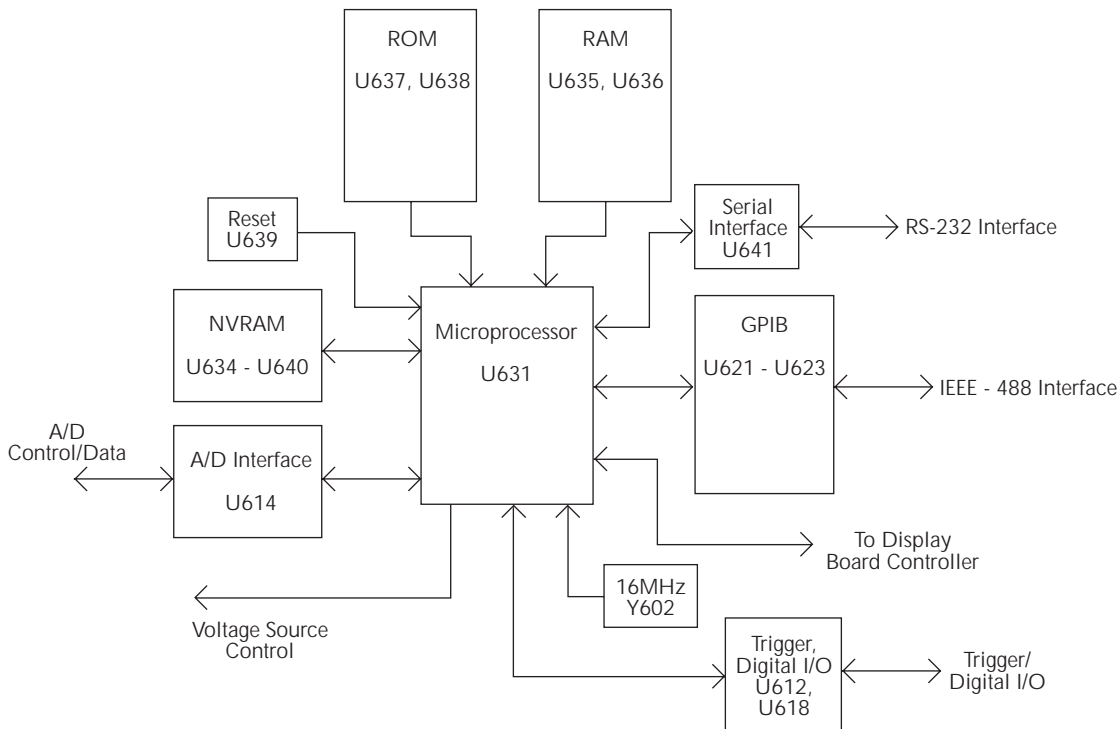 ROM
U637, U638
RAM
U635, U636
Reset
U639
Serial
Interface
U641
RS-232 Interface
NVRAM
U634 - U640
Microprocessor
U631
GPIB
U621 - U623
IEEE - 488 Interface
A/D
Control/Data
A/D Interface
U614
To Display
Board Controller
16MHz
Y602
Voltage Source
Control
Trigger,
Digital I/O
U612,
U618
Trigger/
Digital I/O